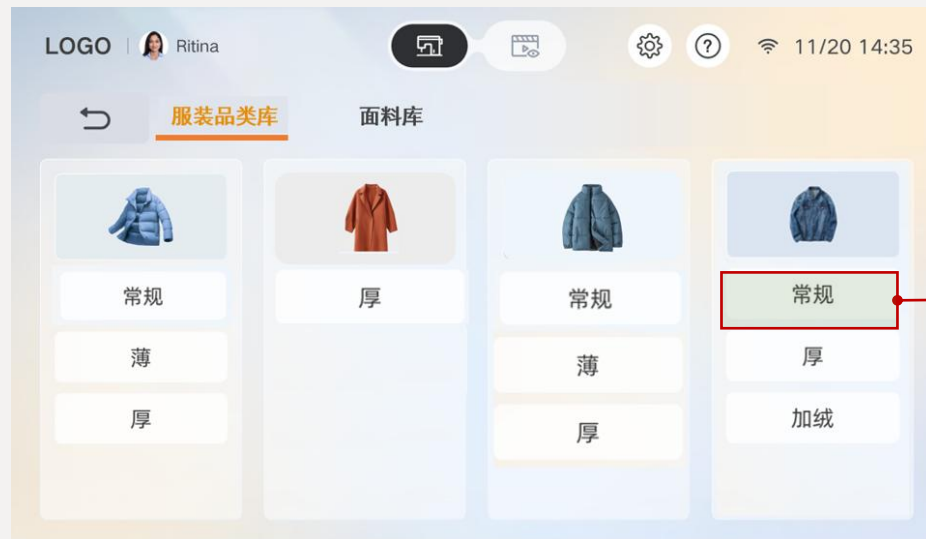 LOGO Ritina 11/20 14:35
服装品类库 面料库
常规 厚 常规 常规
薄 薄 厚
厚 厚 加绒